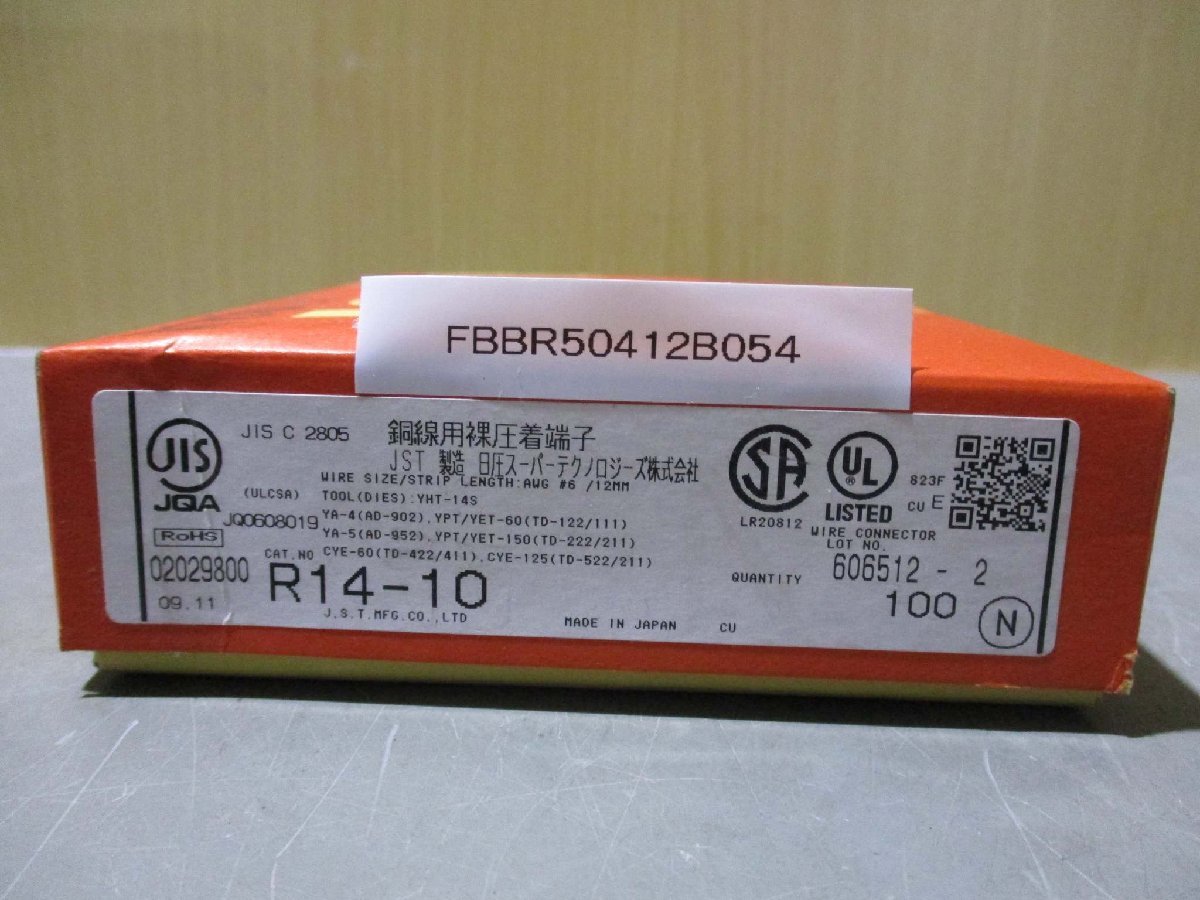 FBBR50412B054
JIS
JQA
JIS C 2805
銅線用裸圧着端子
JST 製造 日圧スーパーテクノロジーズ株式会社
WIRE SIZE/STRIP LENGTH:AWG #6 /12MM
(ULCSA)
TOOL(DIES):YHT-14S
JQ0608019
YA-4(AD-902),YPT/YET-60(TD-122/111)
YA-5(AD-952),YPT/YET-150(TD-222/211)
RoHS
CAT.NO
CYE-60(TD-422/411),CYE-125(TD-522/211)
02029800
R14-10
09.11
J.S.T.MFG.CO.,LTD
MADE IN JAPAN
CU
SA
LR20812
UL
LISTED
823F
CU E
WIRE CONNECTOR
LOT NO.
606512 - 2
QUANTITY
100
N